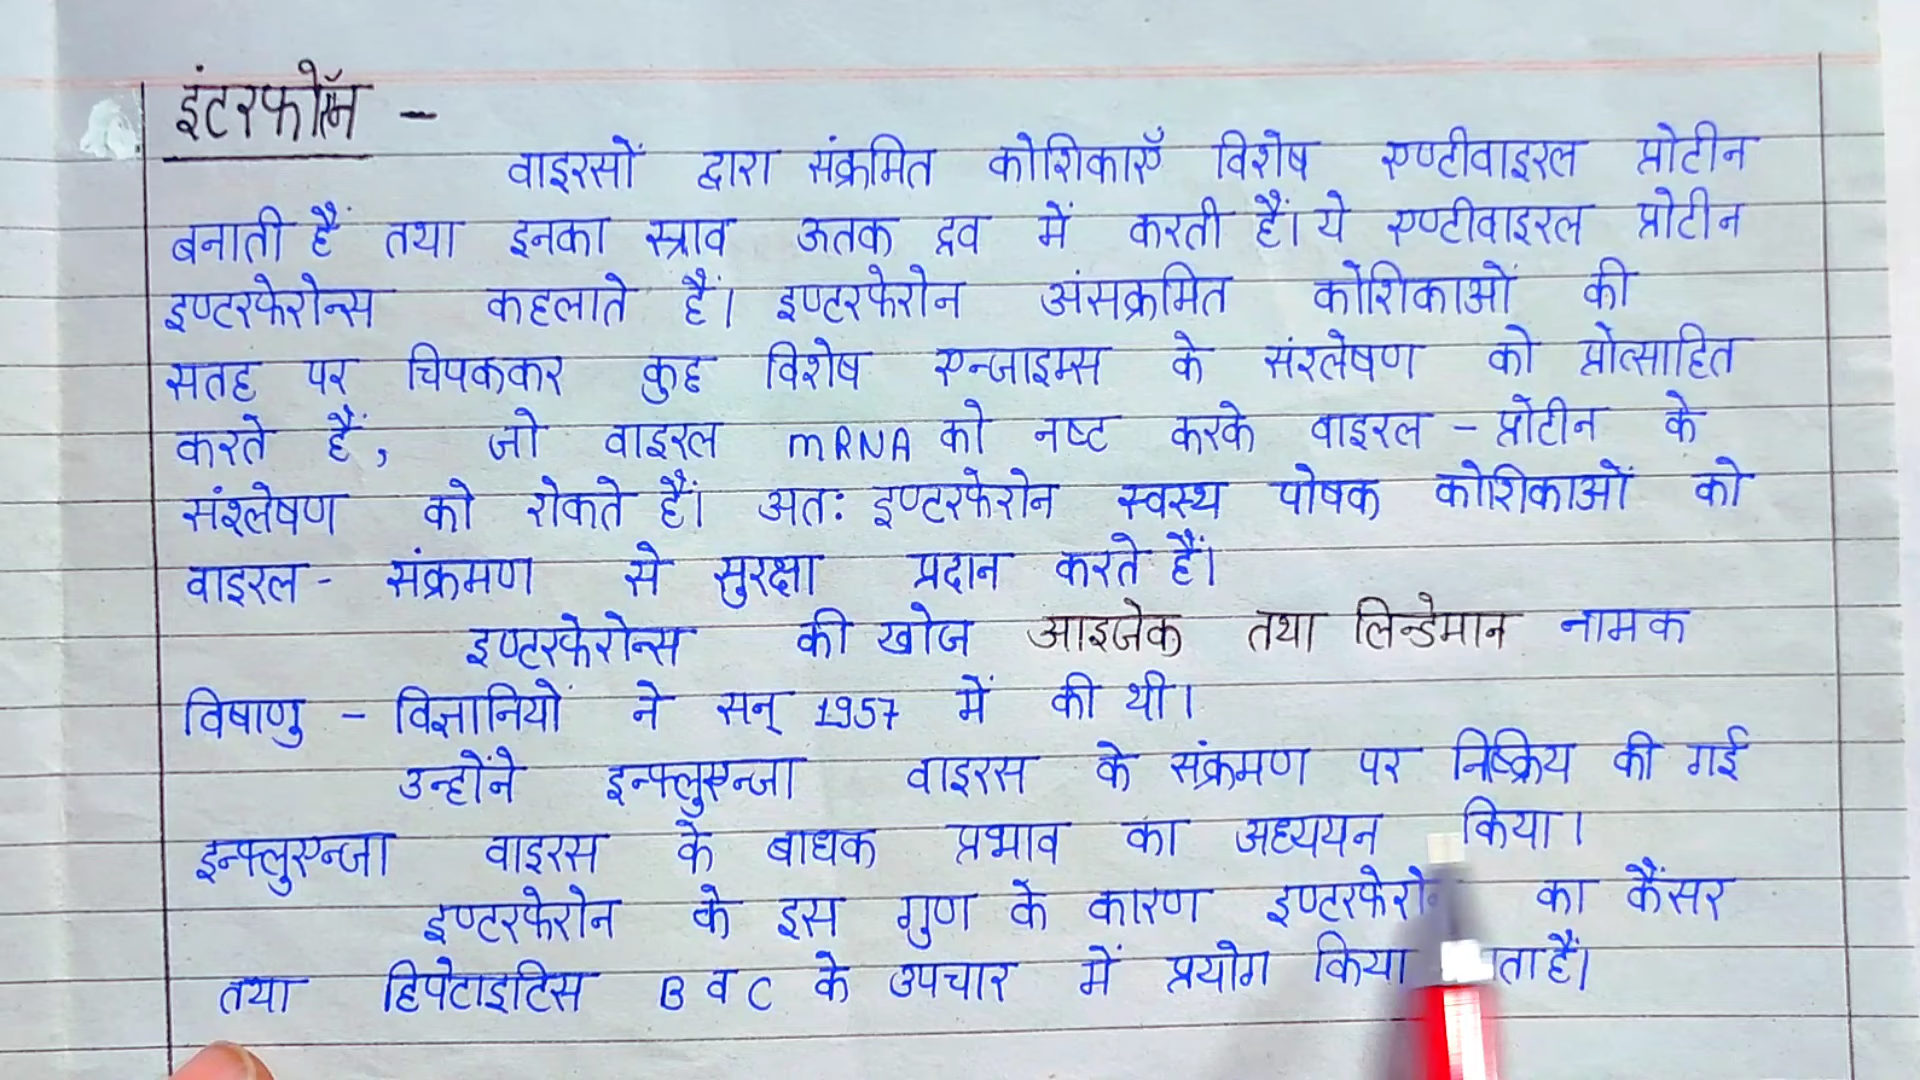 इंटरफोरॅन -
वाइरसों द्वारा संक्रमित कोशिकाएँ विशेष एण्टीवाइरल प्रोटीन
बनाती हैं तथा इनका स्राव ऊतक द्रव में करती हैं। ये एण्टीवाइरल प्रोटीन
इण्टरफेरोन्स कहलाते हैं। इण्टरफेरोन अंसक्रमित कोशिकाओं की
सतह पर चिपककर कुछ विशेष एन्जाइम्स के संश्लेषण को प्रोत्साहित
करते हैं, जो वाइरल mRNA को नष्ट करके वाइरल - प्रोटीन के
संश्लेषण को रोकते हैं। अतः इण्टरफेरोन स्वस्थ पोषक कोशिकाओं को
वाइरल - संक्रमण से सुरक्षा प्रदान करते हैं।
इण्टरफेरोन्स की खोज आइजेक तथा लिन्डेमान नामक
विषाणु - विज्ञानियों ने सन् 1957 में की थी।
उन्होंने इन्फ्लुएन्जा वाइरस के संक्रमण पर निष्क्रिय की गई
इन्फ्लुएन्जा वाइरस के बाधक प्रभाव का अध्ययन किया।
इण्टरफेरोन के इस गुण के कारण का कैंसर
तथा हिपेटाइटिस B व C के उपचार में प्रयोग किया हैं।